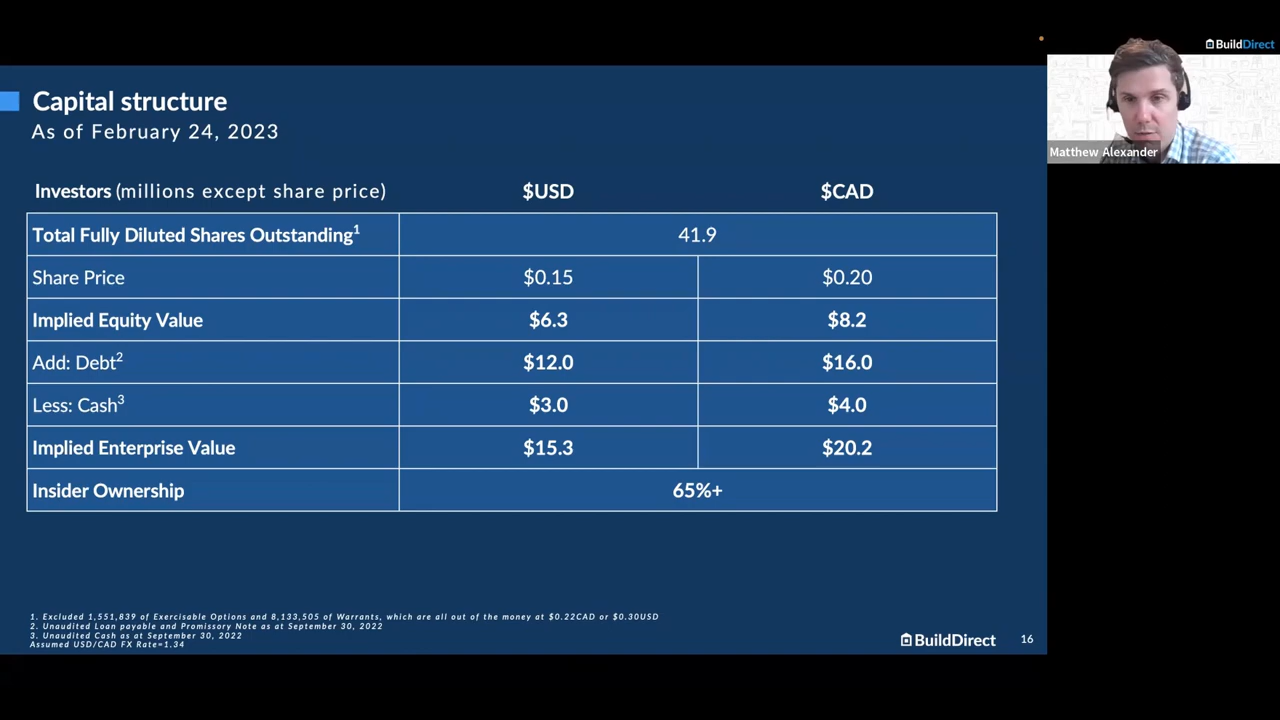 BuildDirect
Matthew Alexander
Capital structure
As of February 24, 2023
Investors (millions except share price) $USD $CAD
Total Fully Diluted Shares Outstanding1 41.9
Share Price $0.15 $0.20
Implied Equity Value $6.3 $8.2
Add: Debt2 $12.0 $16.0
Less: Cash3 $3.0 $4.0
Implied Enterprise Value $15.3 $20.2
Insider Ownership 65%+
1. Excluded 1,551,839 of Exercisable Options and 8,133,505 of Warrants, which are all out of the money at $0.22CAD or $0.30USD
2. Unaudited Loan payable and Promissory Note as at September 30, 2022
3. Unaudited Cash as at September 30, 2022
Assumed USD/CAD FX Rate=1.34
BuildDirect 16